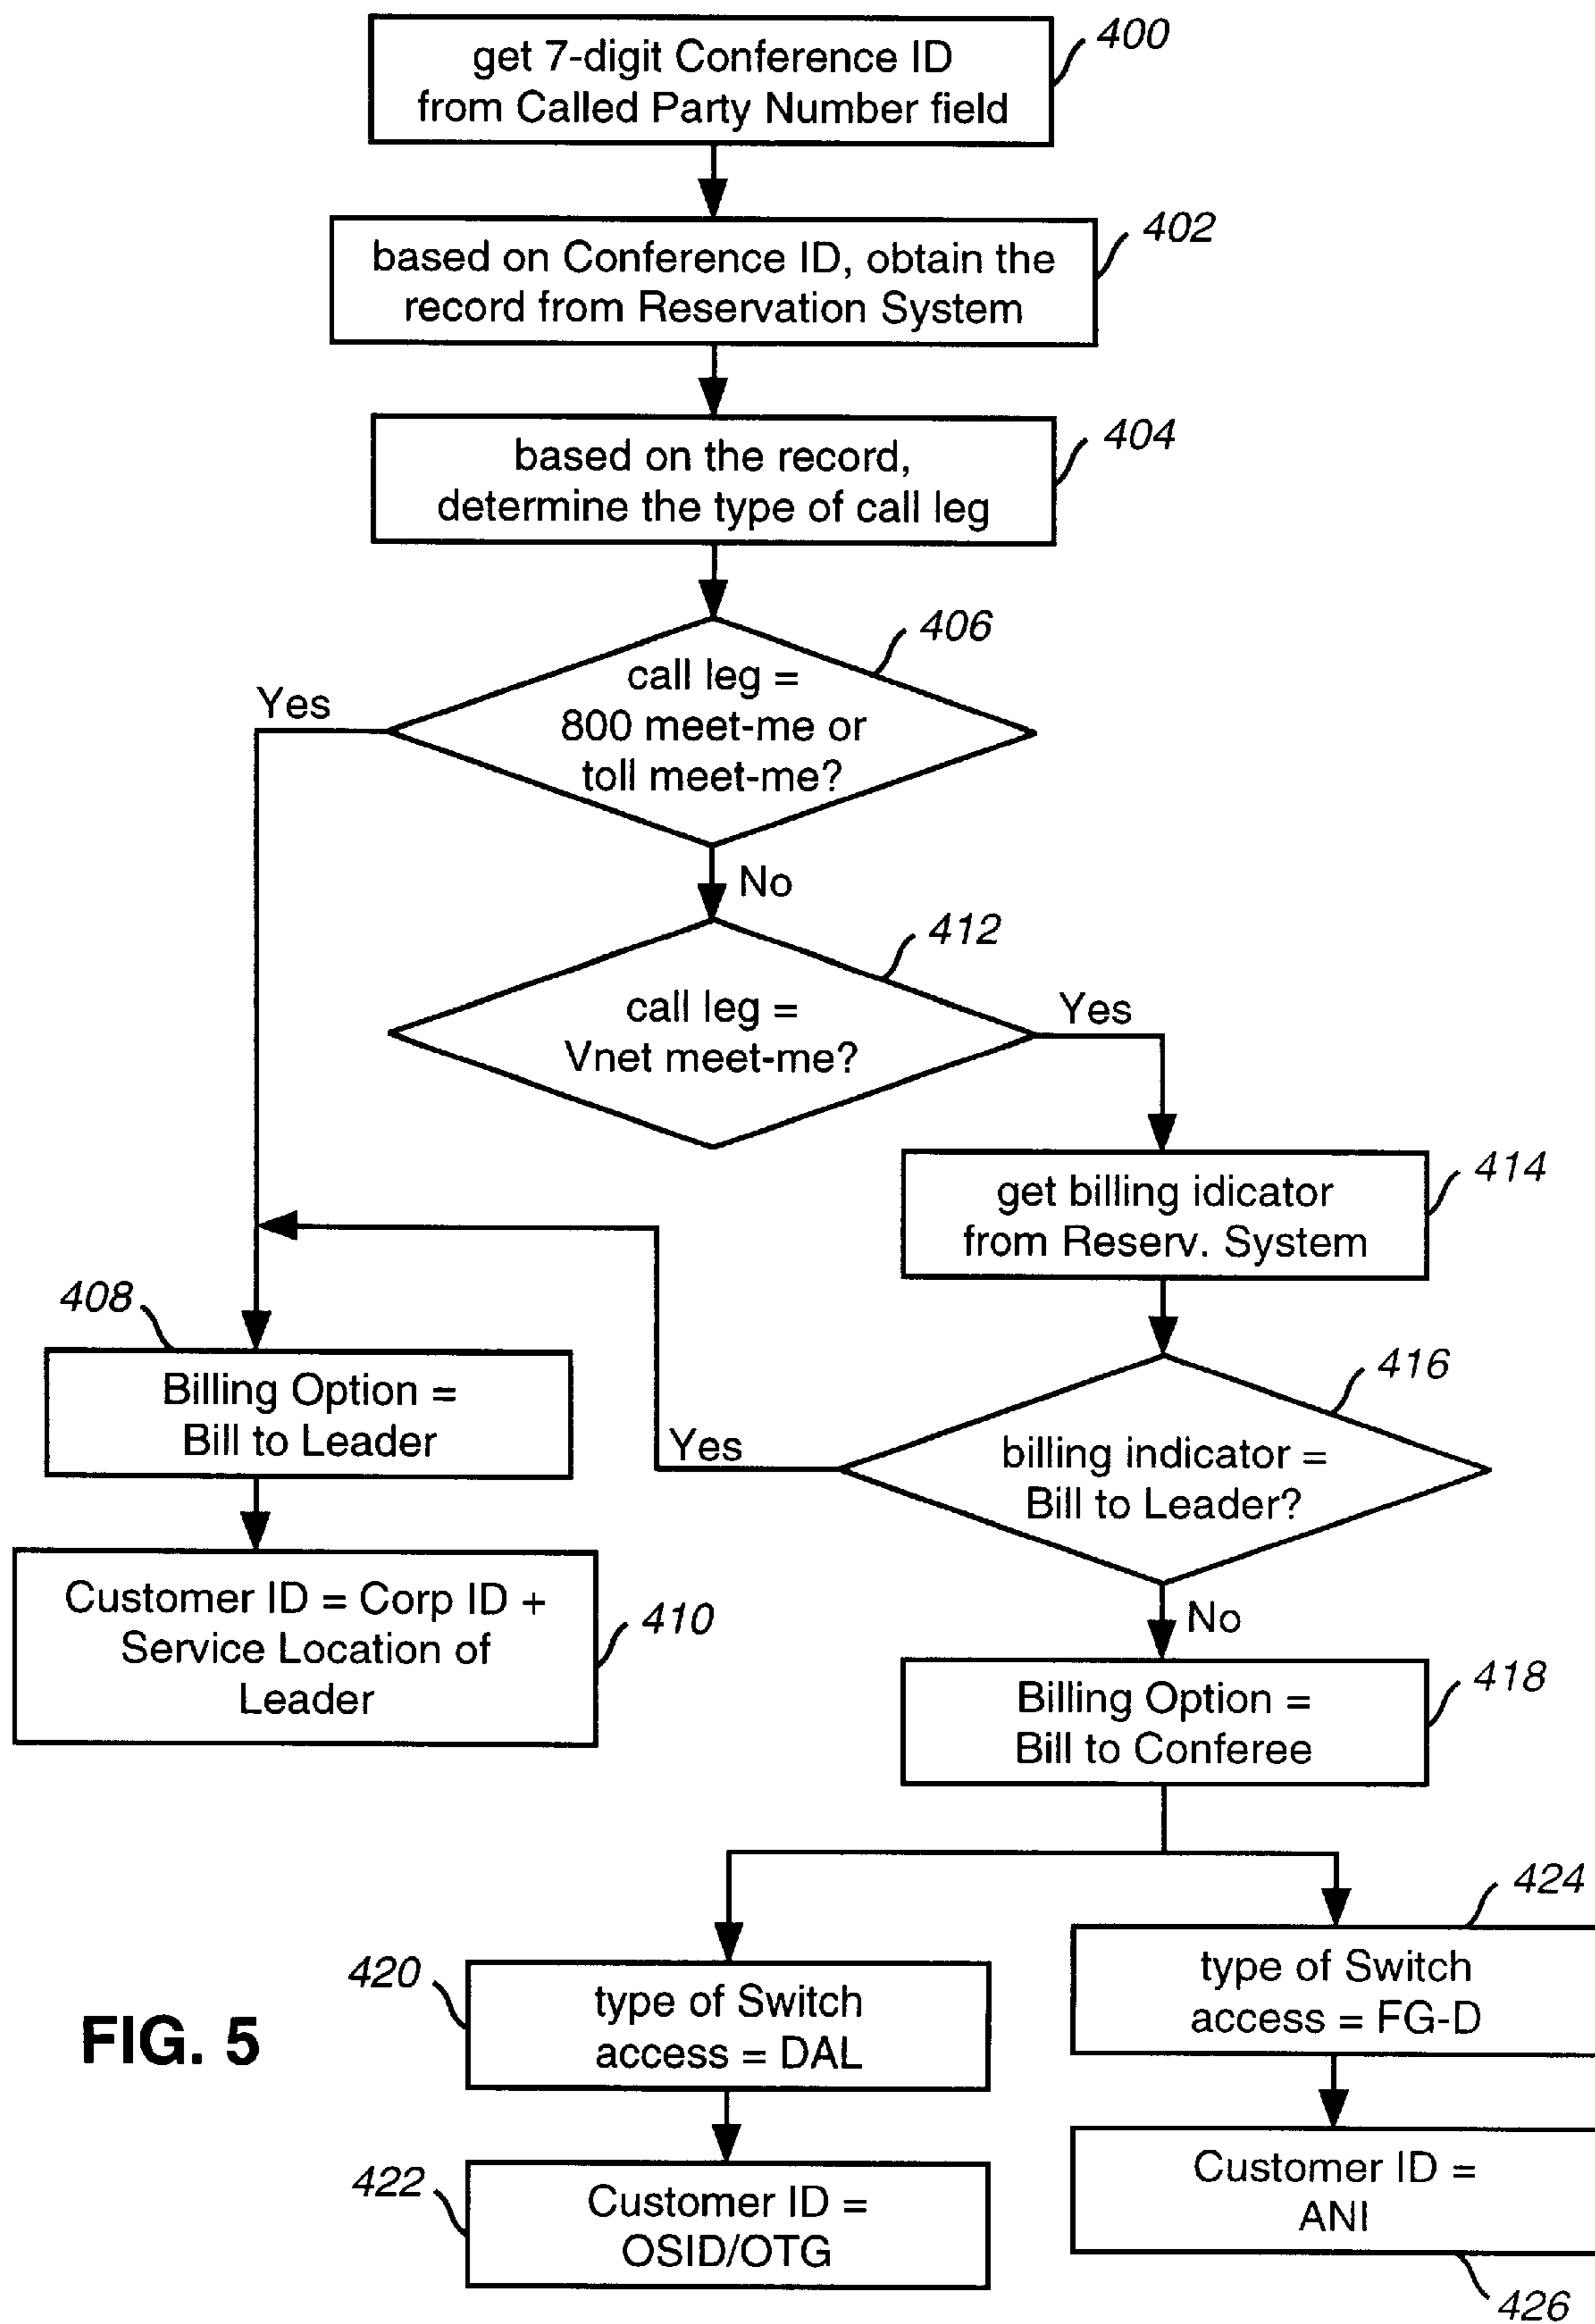 400
get 7-digit Conference ID
from Called Party Number field
402
based on Conference ID, obtain the
record from Reservation System
404
based on the record,
determine the type of call leg
406
call leg =
800 meet-me or
toll meet-me?
Yes
No
412
call leg =
Vnet meet-me?
Yes
414
get billing idicator
from Reserv. System
408
Billing Option =
Bill to Leader
416
billing indicator =
Bill to Leader?
Yes
No
Customer ID = Corp ID +
Service Location of
Leader
410
418
Billing Option =
Bill to Conferee
420
type of Switch
access = DAL
424
type of Switch
access = FG-D
FIG. 5
422
Customer ID =
OSID/OTG
Customer ID =
ANI
426